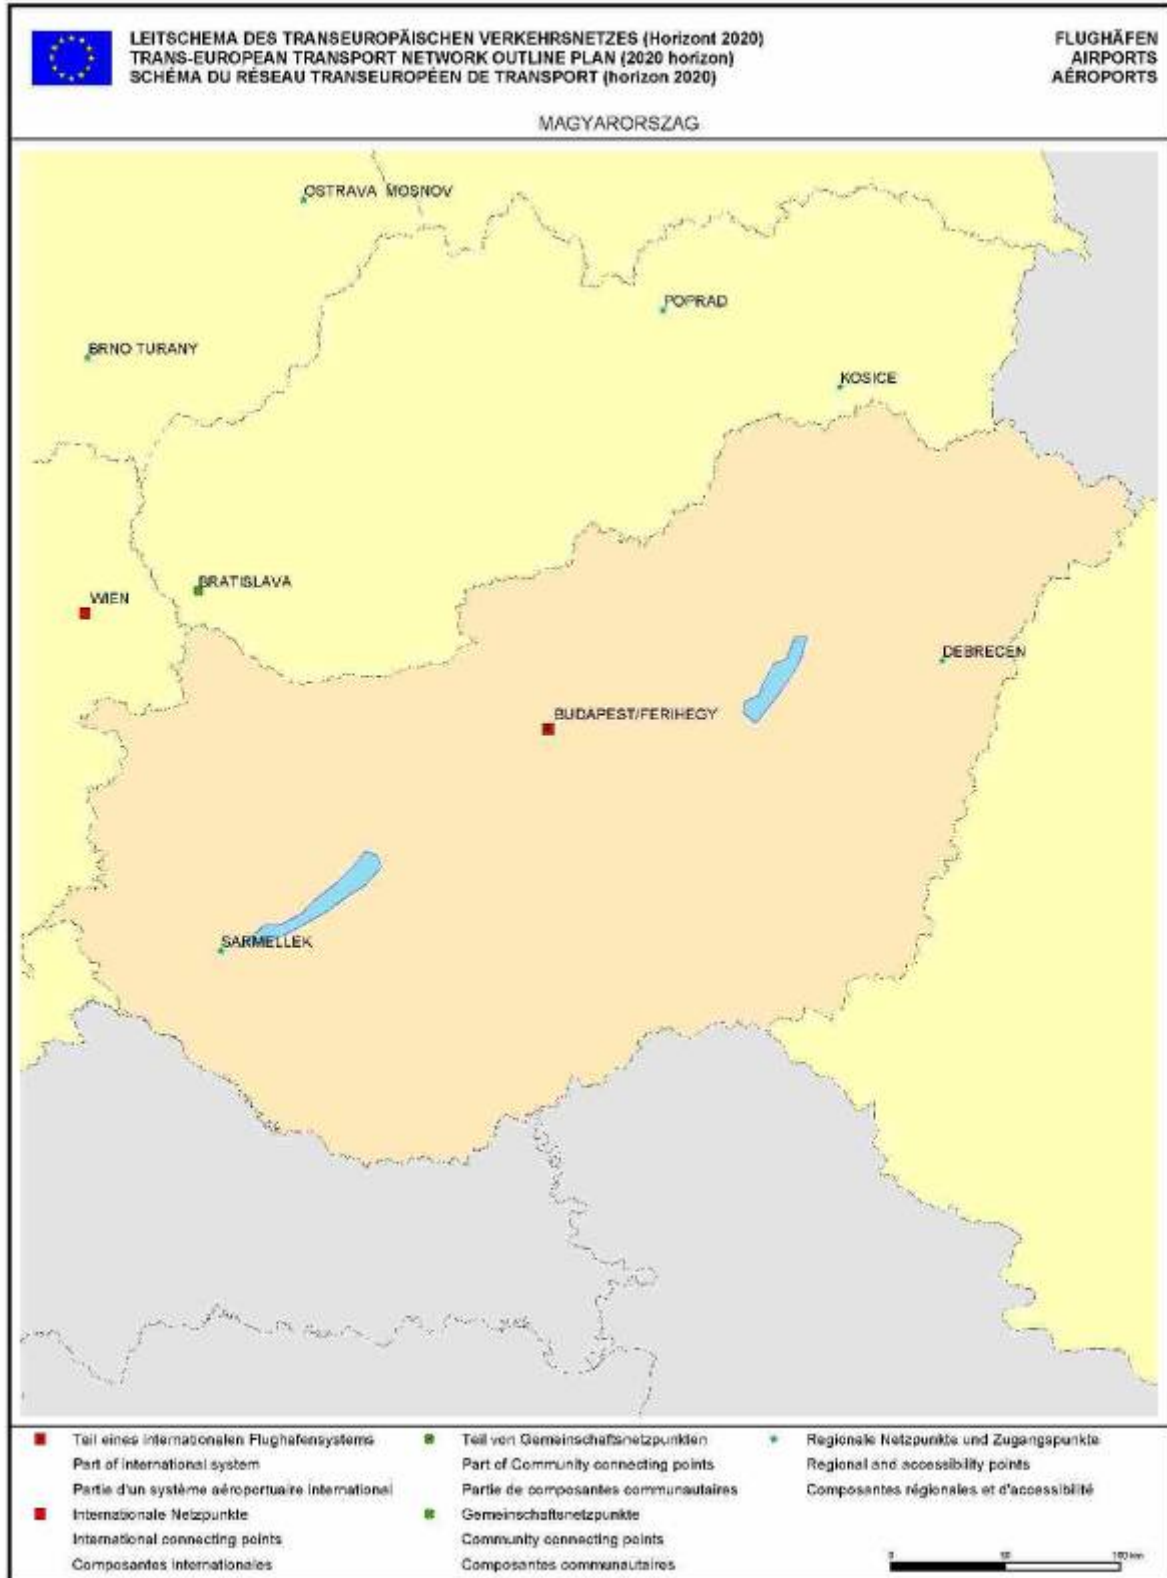 LEITSCHEMA DES TRANSEUROPÄISCHEN VERKEHRSNETZES (Horizont 2020)
TRANS-EUROPEAN TRANSPORT NETWORK OUTLINE PLAN (2020 horizon)
SCHÉMA DU RÉSEAU TRANSEUROPÉEN DE TRANSPORT (horizon 2020)
FLUGHÄFEN
AIRPORTS
AÉROPORTS
MAGYARORSZAG
OSTRAVA MOSNOV
POPRAD
BRNO TURANY
KOSICE
BRATISLAVA
WIEN
DEBRECEN
BUDAPEST/FERIHEGY
SARMELLEK
Teil eines internationalen Flughafensystems
Part of international system
Partie d'un système aéroportuaire international
Internationale Netzpunkte
International connecting points
Composantes Internationales
Teil von Gemeinschaftsnetzpunkten
Part of Community connecting points
Partie de composantes communautaires
Gemeinschaftsnetzpunkte
Community connecting points
Composantes communautaires
Regionale Netzpunkte und Zugangspunkte
Regional and accessibility points
Composantes régionales et d'accessibilité
0 50 100 km